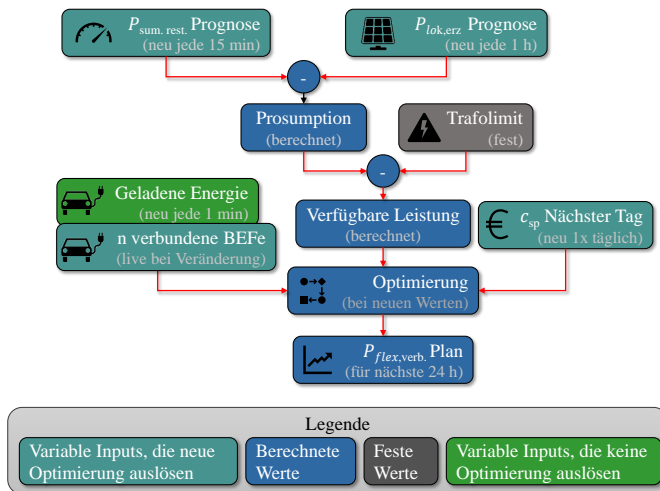 P_sum. rest. Prognose
(neu jede 15 min)
P_lok,erz Prognose
(neu jede 1 h)
-
Prosumption
(berechnet)
Trafolimit
(fest)
-
Geladene Energie
(neu jede 1 min)
n verbundene BEFe
(live bei Veränderung)
Verfügbare Leistung
(berechnet)
€
c_sp Nächster Tag
(neu 1x täglich)
Optimierung
(bei neuen Werten)
P_flex,verb. Plan
(für nächste 24 h)
Legende
Variable Inputs, die neue
Optimierung auslösen
Berechnete
Werte
Feste
Werte
Variable Inputs, die keine
Optimierung auslösen